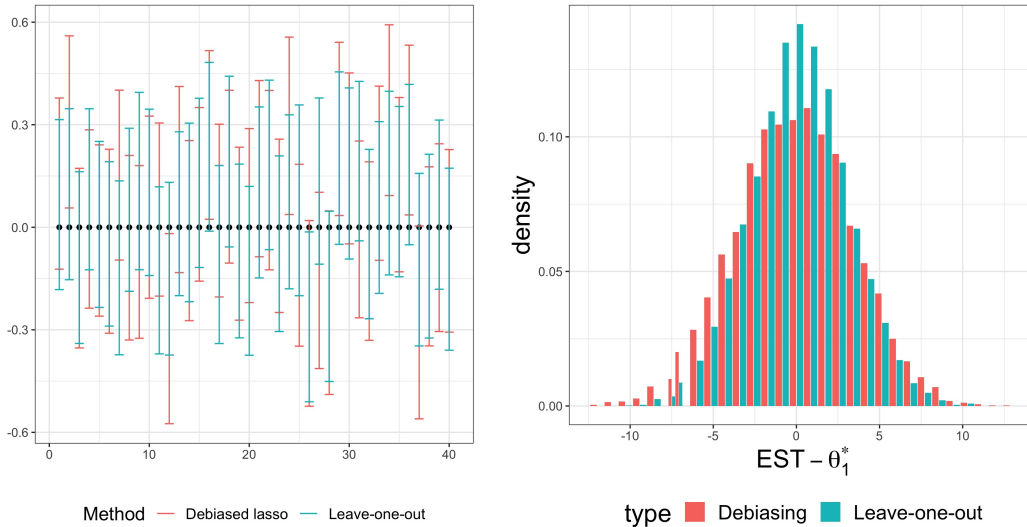 0.6
0.3
0.0
-0.3
-0.6
0 10 20 30 40
Method Debiased lasso Leave-one-out
density
0.10
0.05
0.00
-10 -5 0 5 10
EST − θ₁*
type Debiasing Leave-one-out